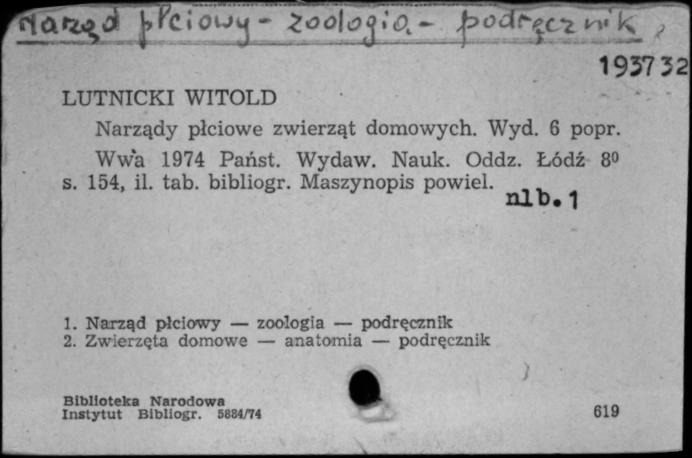 Narząd płciowy - zoologia - podręcznik
193732
LUTNICKI WITOLD
Narządy płciowe zwierząt domowych. Wyd. 6 popr.
Wwa 1974 Państ. Wydaw. Nauk. Oddz. Łódź 8⁰
s. 154, il. tab. bibliogr. Maszynopis powiel.
nlb. 1
1. Narząd płciowy — zoologia — podręcznik
2. Zwierzęta domowe — anatomia — podręcznik
Biblioteka Narodowa
Instytut Bibliogr. 5884/74
619